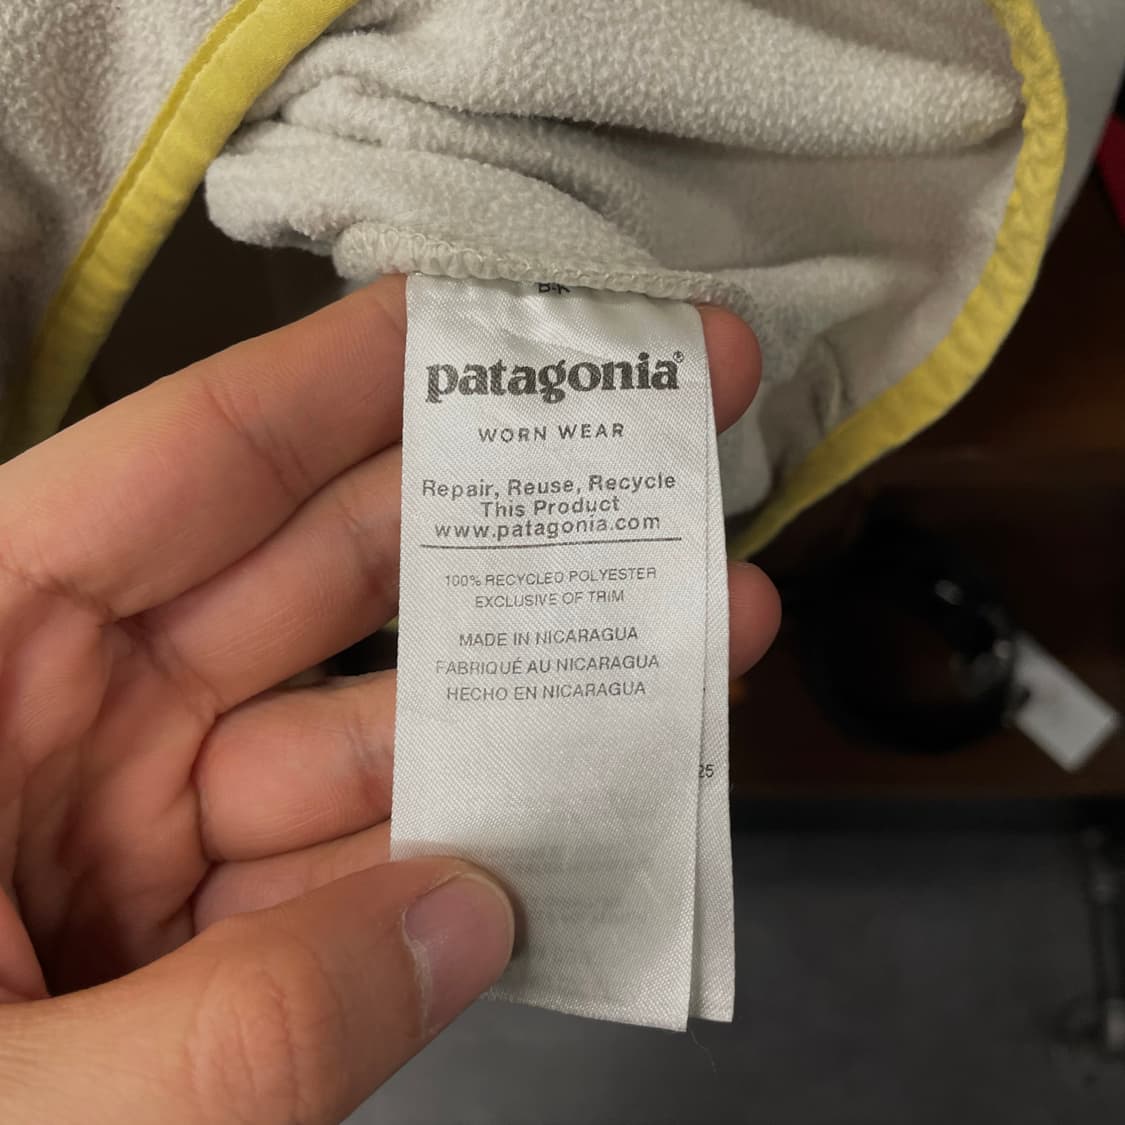 patagonia®
WORN WEAR
Repair, Reuse, Recycle
This Product
www.patagonia.com
100% RECYCLED POLYESTER
EXCLUSIVE OF TRIM
MADE IN NICARAGUA
FABRIQUÉ AU NICARAGUA
HECHO EN NICARAGUA
25